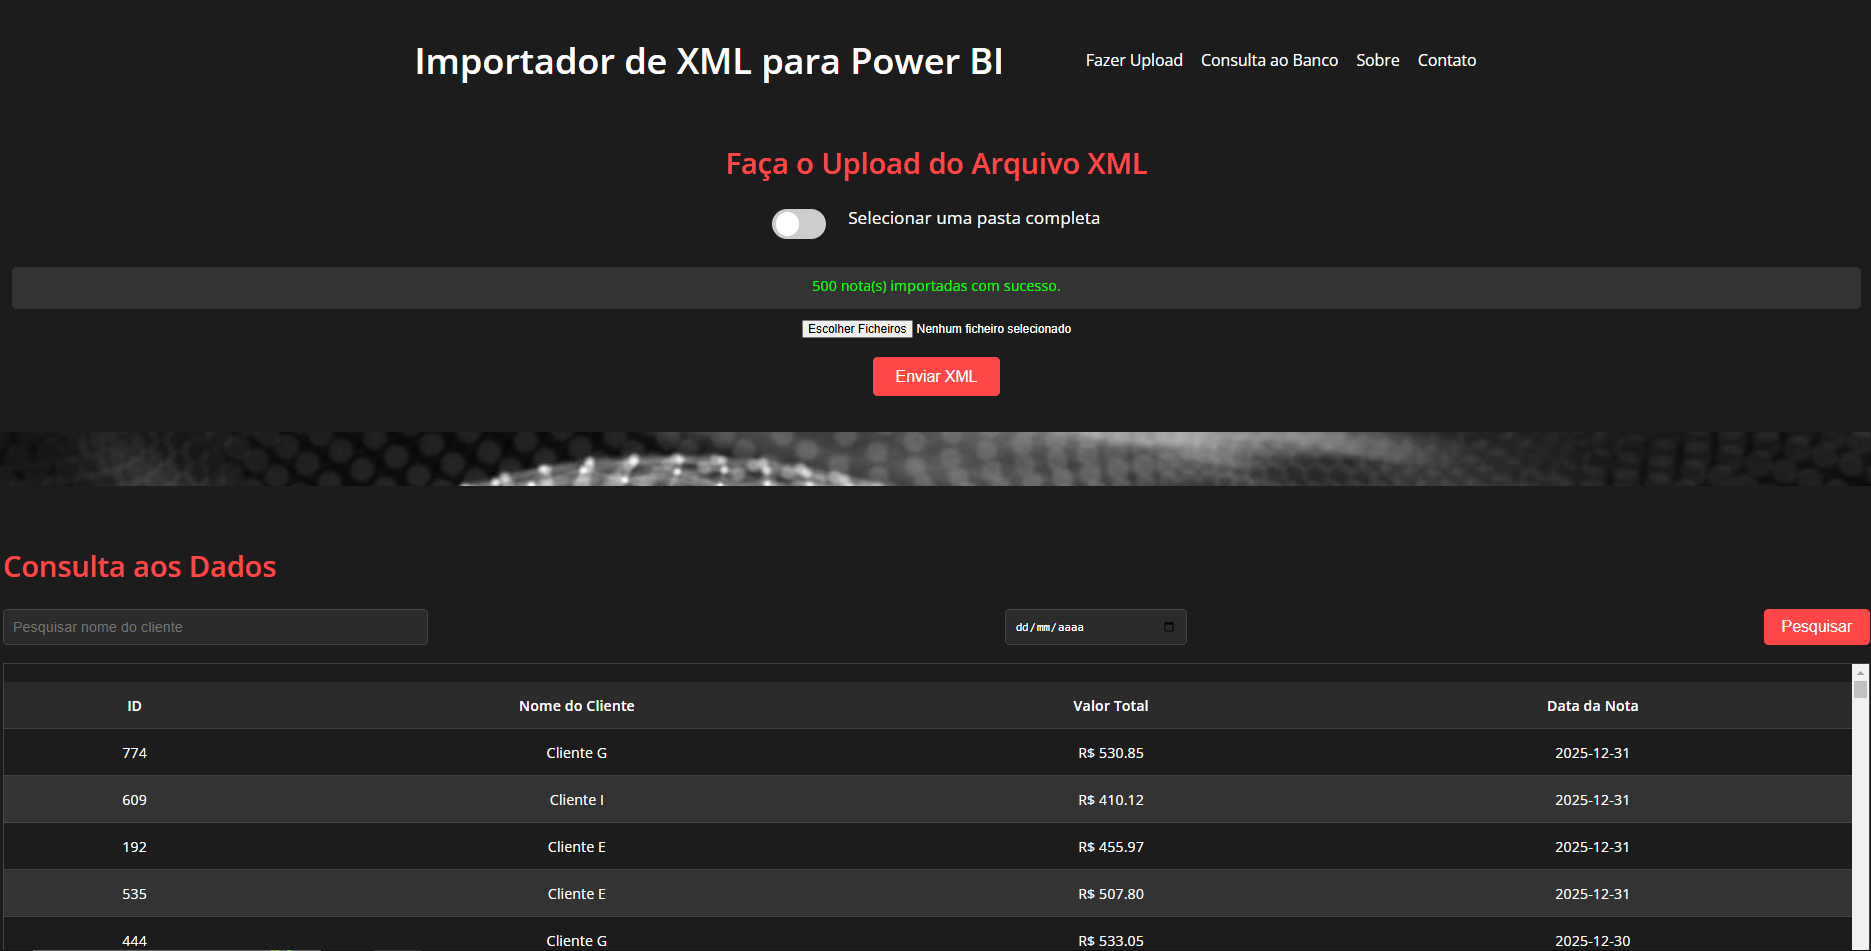 Importador de XML para Power BI
Fazer Upload Consulta ao Banco Sobre Contato
Faça o Upload do Arquivo XML
Selecionar uma pasta completa
500 nota(s) importadas com sucesso.
Escolher Ficheiros Nenhum ficheiro selecionado
Enviar XML
Consulta aos Dados
Pesquisar nome do cliente dd/mm/aaaa Pesquisar
ID Nome do Cliente Valor Total Data da Nota
774 Cliente G R$ 530.85 2025-12-31
609 Cliente I R$ 410.12 2025-12-31
192 Cliente E R$ 455.97 2025-12-31
535 Cliente E R$ 507.80 2025-12-31
444 Cliente G R$ 533.05 2025-12-30